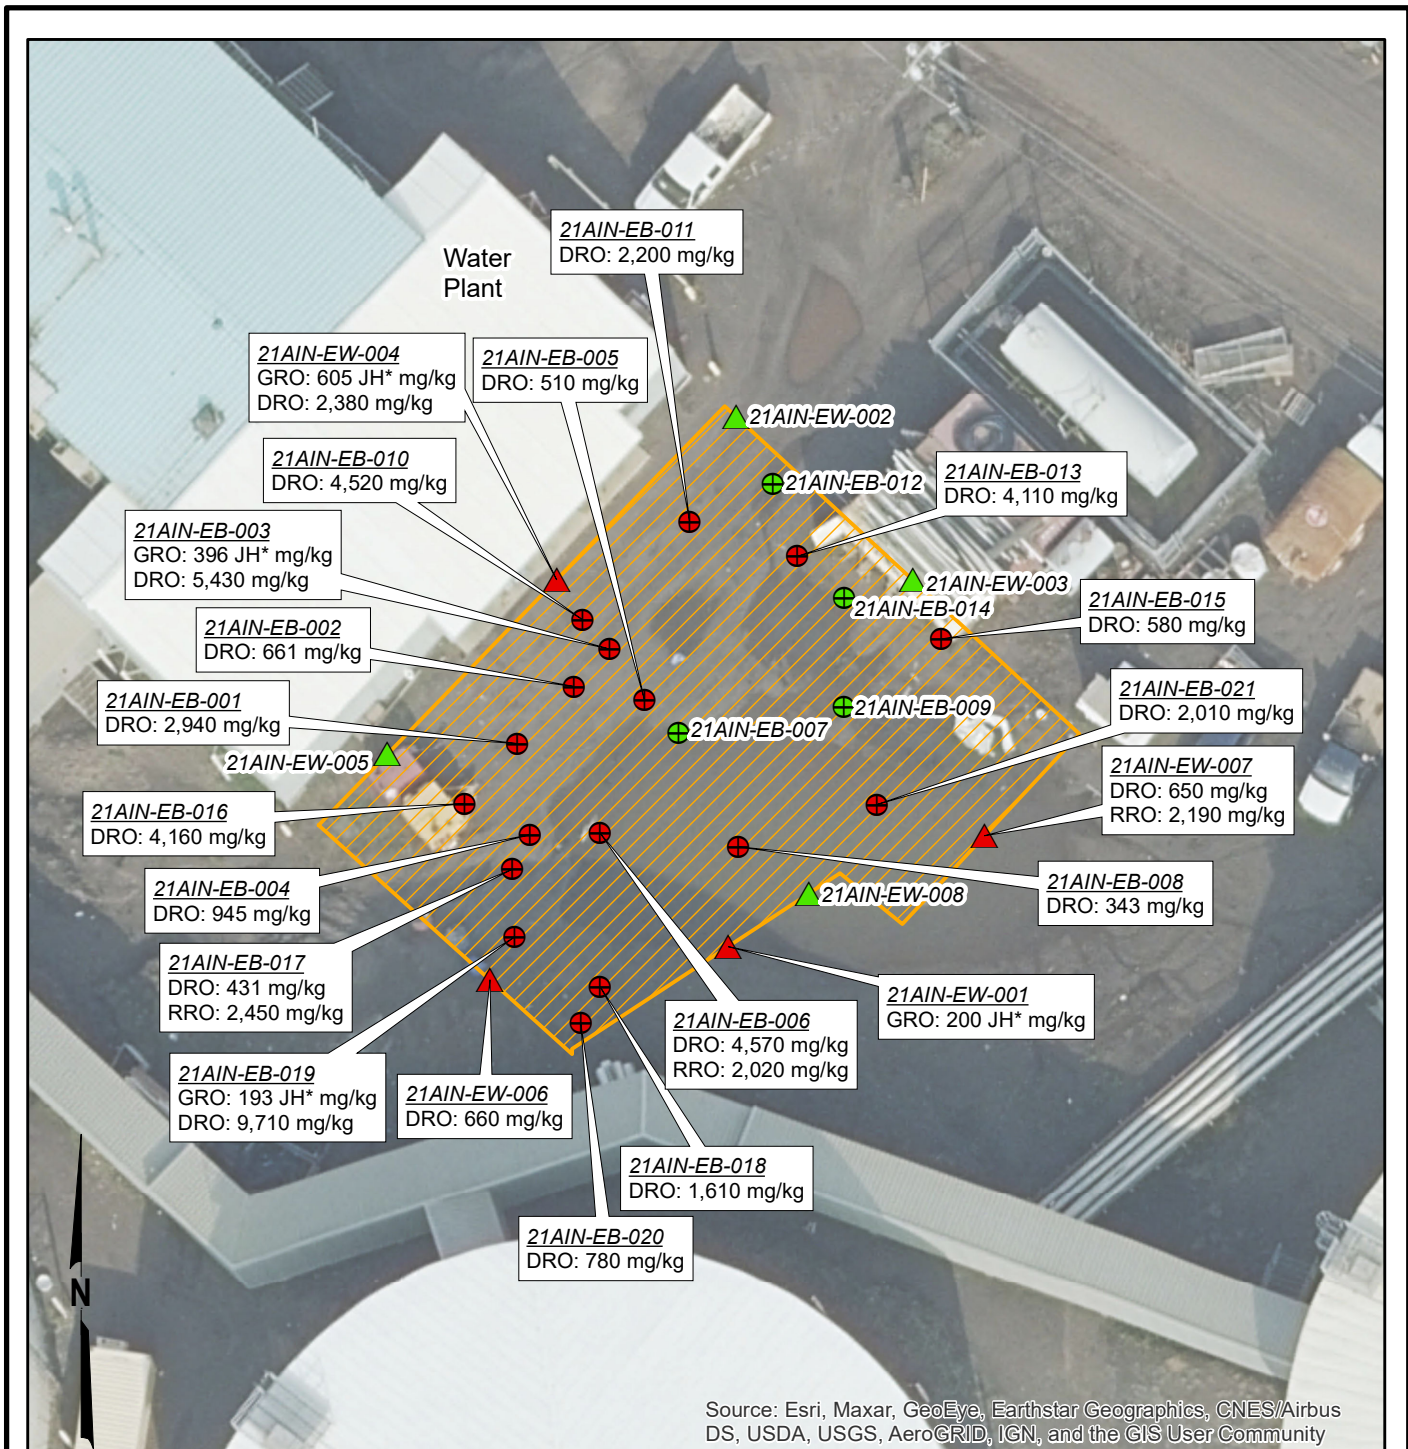 21AIN-EB-011
DRO: 2,200 mg/kg
Water
Plant
21AIN-EW-004
GRO: 605 JH* mg/kg
DRO: 2,380 mg/kg
21AIN-EB-005
DRO: 510 mg/kg
21AIN-EW-002
21AIN-EB-010
DRO: 4,520 mg/kg
21AIN-EB-012
21AIN-EB-013
DRO: 4,110 mg/kg
21AIN-EB-003
GRO: 396 JH* mg/kg
DRO: 5,430 mg/kg
21AIN-EW-003
21AIN-EB-014
21AIN-EB-015
DRO: 580 mg/kg
21AIN-EB-002
DRO: 661 mg/kg
21AIN-EB-001
DRO: 2,940 mg/kg
21AIN-EB-021
DRO: 2,010 mg/kg
21AIN-EB-009
21AIN-EB-007
21AIN-EW-005
21AIN-EW-007
DRO: 650 mg/kg
RRO: 2,190 mg/kg
21AIN-EB-016
DRO: 4,160 mg/kg
21AIN-EB-004
DRO: 945 mg/kg
21AIN-EW-008
21AIN-EB-008
DRO: 343 mg/kg
21AIN-EB-017
DRO: 431 mg/kg
RRO: 2,450 mg/kg
21AIN-EW-001
GRO: 200 JH* mg/kg
21AIN-EB-006
DRO: 4,570 mg/kg
RRO: 2,020 mg/kg
21AIN-EB-019
GRO: 193 JH* mg/kg
DRO: 9,710 mg/kg
21AIN-EW-006
DRO: 660 mg/kg
21AIN-EB-018
DRO: 1,610 mg/kg
21AIN-EB-020
DRO: 780 mg/kg
N
Source: Esri, Maxar, GeoEye, Earthstar Geographics, CNES/Airbus
DS, USDA, USGS, AeroGRID, IGN, and the GIS User Community